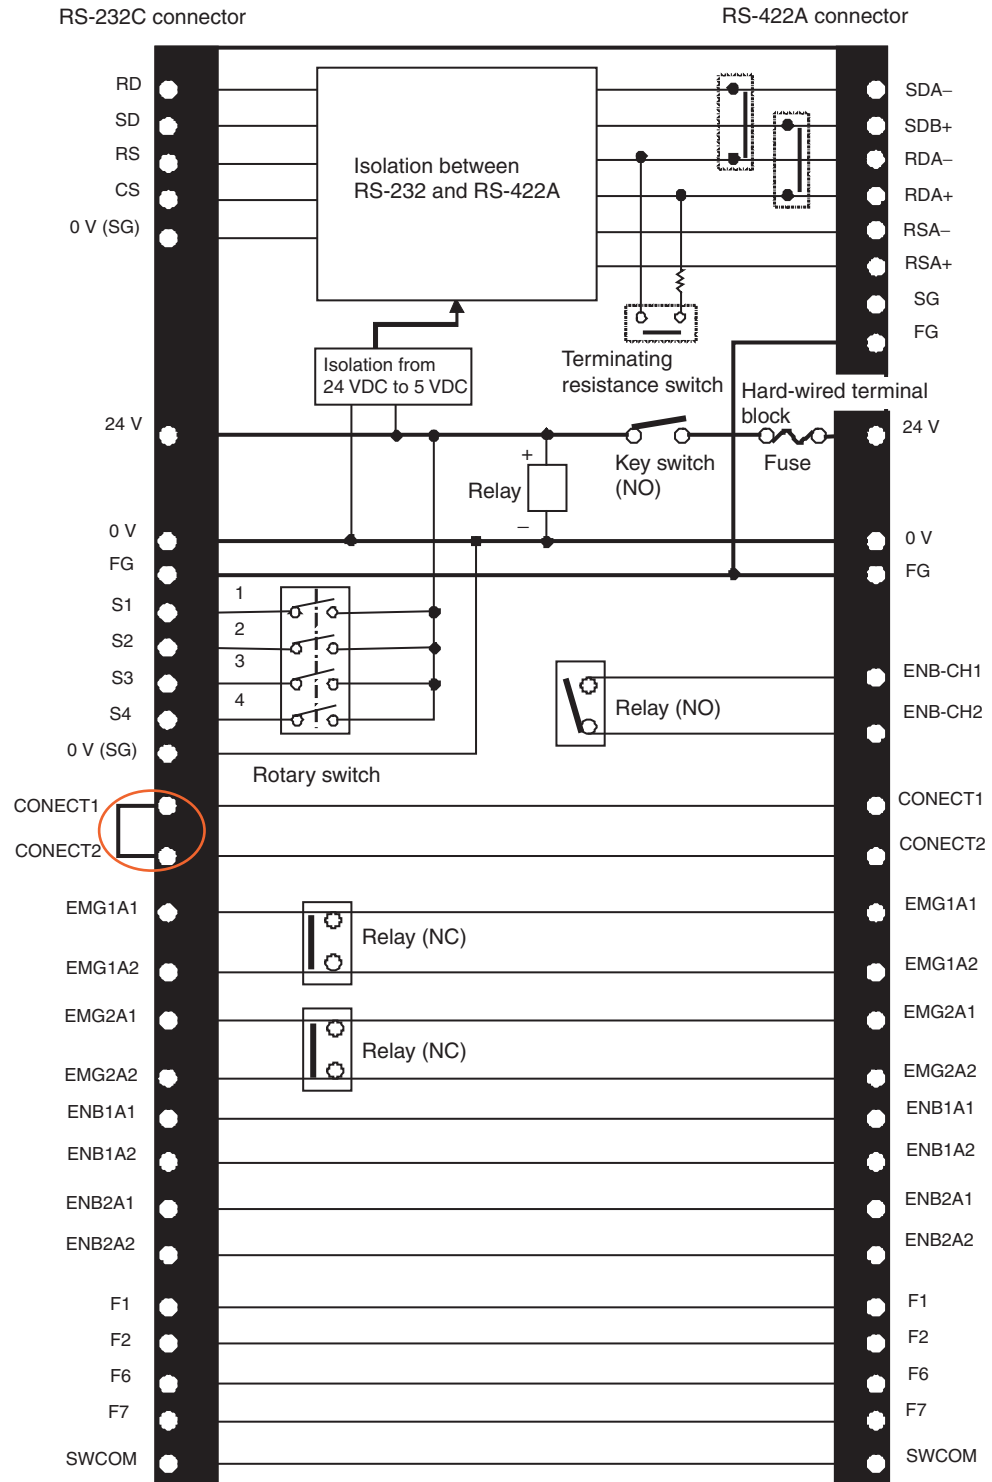 RS-232C connector
RS-422A connector
RD
SD
RS
CS
0 V (SG)
Isolation between
RS-232 and RS-422A
SDA−
SDB+
RDA−
RDA+
RSA−
RSA+
SG
FG
Isolation from
24 VDC to 5 VDC
Terminating
resistance switch
Hard-wired terminal
block
24 V
24 V
+
Relay
−
Key switch
(NO)
Fuse
0 V
0 V
FG
FG
S1
1
S2
2
S3
3
S4
4
0 V (SG)
Rotary switch
Relay (NO)
ENB-CH1
ENB-CH2
CONECT1
CONECT1
CONECT2
CONECT2
EMG1A1
EMG1A1
Relay (NC)
EMG1A2
EMG1A2
EMG2A1
EMG2A1
Relay (NC)
EMG2A2
EMG2A2
ENB1A1
ENB1A1
ENB1A2
ENB1A2
ENB2A1
ENB2A1
ENB2A2
ENB2A2
F1
F1
F2
F2
F6
F6
F7
F7
SWCOM
SWCOM